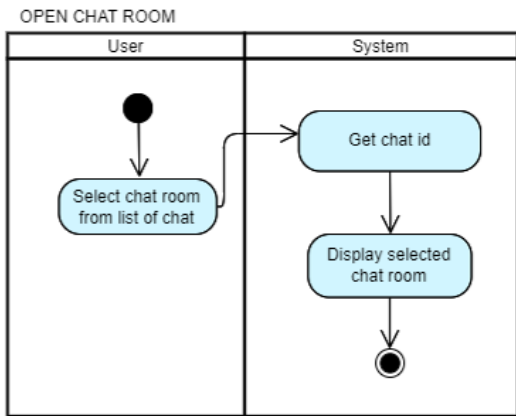 OPEN CHAT ROOM
User
System
Select chat room
from list of chat
Get chat id
Display selected
chat room